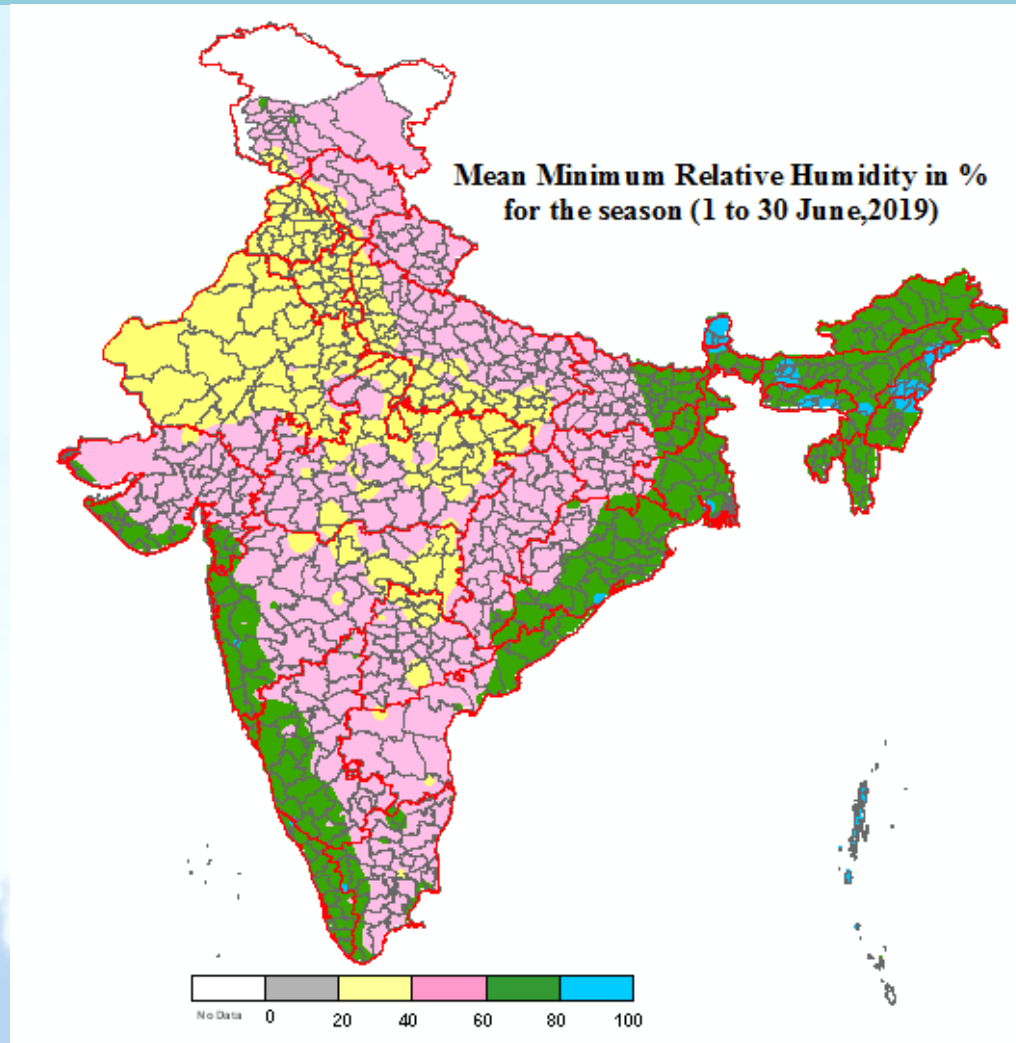 Mean Minimum Relative Humidity in %
for the season (1 to 30 June,2019)
No Data 0 20 40 60 80 100